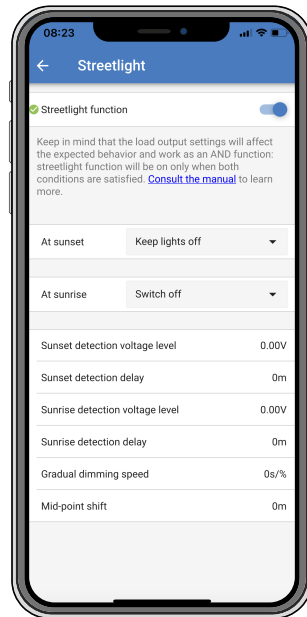 08:23
Streetlight
Streetlight function
Keep in mind that the load output settings will affect
the expected behavior and work as an AND function:
streetlight function will be on only when both
conditions are satisfied. Consult the manual to learn
more.
At sunset Keep lights off
At sunrise Switch off
Sunset detection voltage level 0.00V
Sunset detection delay 0m
Sunrise detection voltage level 0.00V
Sunrise detection delay 0m
Gradual dimming speed 0s/%
Mid-point shift 0m